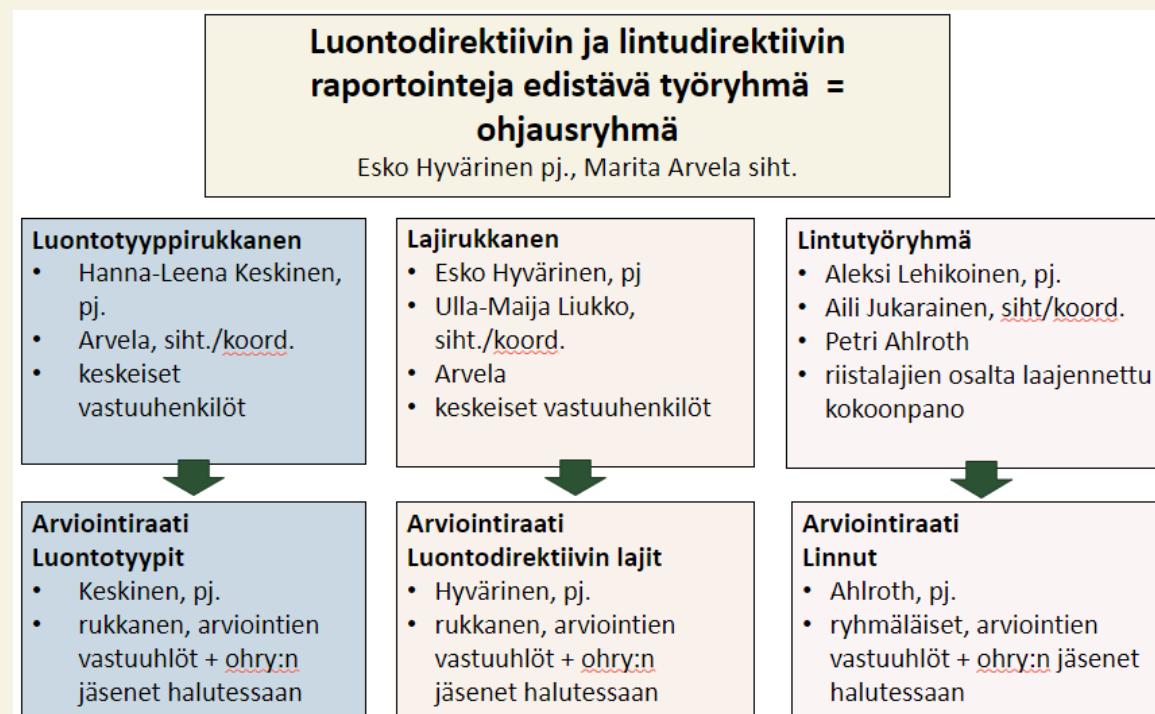 Luontodirektiivin ja lintudirektiivin
raportointeja edistävä työryhmä =
ohjausryhmä
Esko Hyvärinen pj., Marita Arvela siht.
Luontotyyppirukkanen
• Hanna-Leena Keskinen,
pj.
• Arvela, siht./koord.
• keskeiset
vastuuhenkilöt
Lajirukkanen
• Esko Hyvärinen, pj
• Ulla-Maija Liukko,
siht./koord.
• Arvela
• keskeiset vastuuhenkilöt
Lintutyöryhmä
• Aleksi Lehikoinen, pj.
• Aili Jukarainen, siht/koord.
• Petri Ahlroth
• riistalajien osalta laajennettu
kokoonpano
Arviointiraati
Luontotyypit
• Keskinen, pj.
• rukkanen, arviointien
vastuuhlöt + ohry:n
jäsenet halutessaan
Arviointiraati
Luontodirektiivin lajit
• Hyvärinen, pj.
• rukkanen, arviointien
vastuuhlöt + ohry:n
jäsenet halutessaan
Arviointiraati
Linnut
• Ahlroth, pj.
• ryhmäläiset, arviointien
vastuuhlöt + ohry:n jäsenet
halutessaan